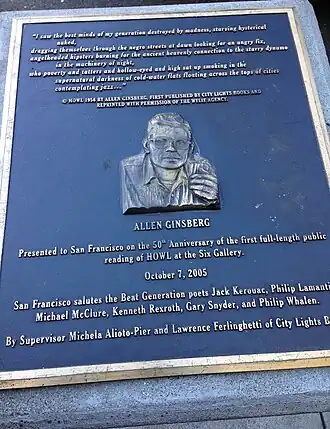 "I saw the best minds of my generation destroyed by madness, starving hysterical
naked,
dragging themselves through the negro streets at dawn looking for an angry fix,
angelheaded hipsters burning for the ancient heavenly connection to the starry dynamo
in the machinery of night,
who poverty and tatters and hollow-eyed and high sat up smoking in the
supernatural darkness of cold-water flats floating across the tops of cities
contemplating jazz..."
© HOWL 1956 BY ALLEN GINSBERG. FIRST PUBLISHED BY CITY LIGHTS BOOKS AND
REPRINTED WITH PERMISSION OF THE WYLIE AGENCY.
ALLEN GINSBERG
Presented to San Francisco on the 50th Anniversary of the first full-length public
reading of HOWL at the Six Gallery.
October 7, 2005
San Francisco salutes the Beat Generation poets Jack Kerouac, Philip Lamanti
Michael McClure, Kenneth Rexroth, Gary Snyder, and Philip Whalen.
By Supervisor Michela Alioto-Pier and Lawrence Ferlinghetti of City Lights B